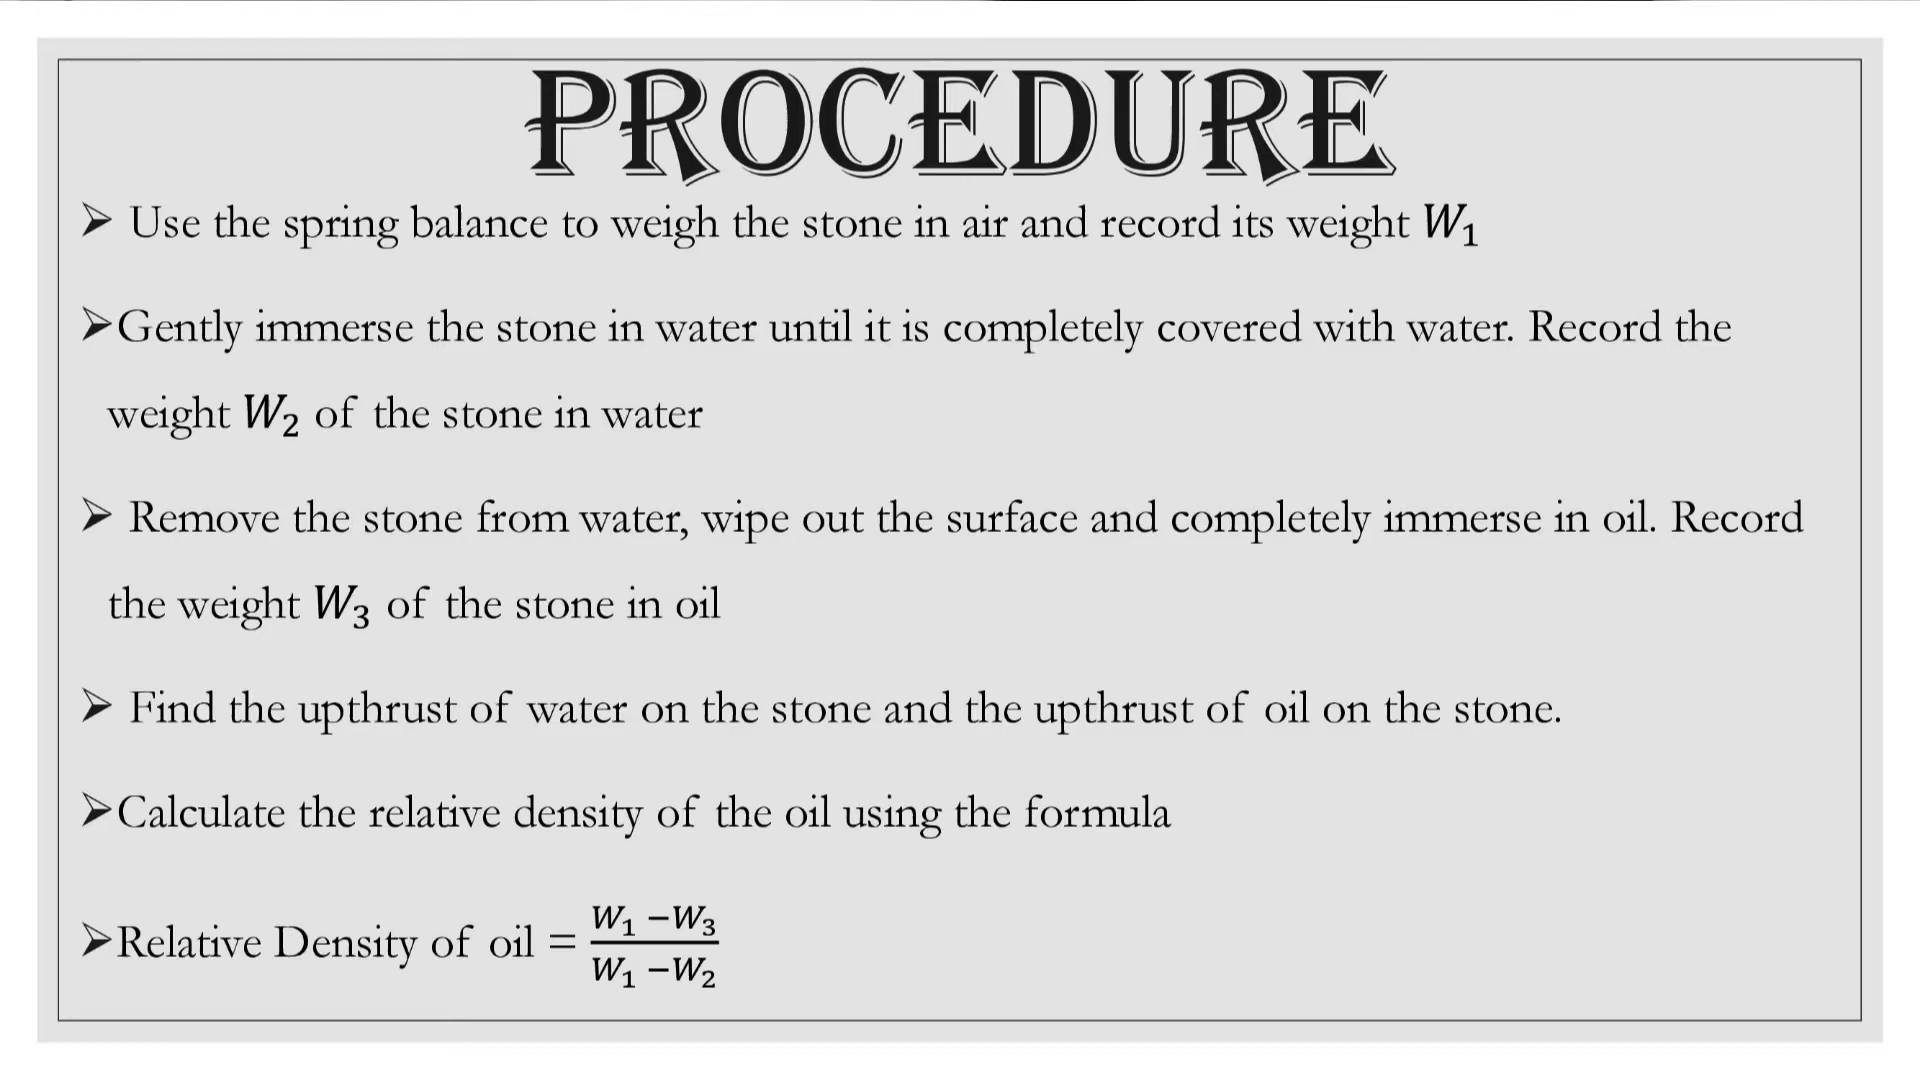 PROCEDURE
➤ Use the spring balance to weigh the stone in air and record its weight W₁
➤Gently immerse the stone in water until it is completely covered with water. Record the
weight W₂ of the stone in water
➤ Remove the stone from water, wipe out the surface and completely immerse in oil. Record
the weight W₃ of the stone in oil
➤ Find the upthrust of water on the stone and the upthrust of oil on the stone.
➤Calculate the relative density of the oil using the formula
➤Relative Density of oil = (W₁ −W₃)/(W₁ −W₂)